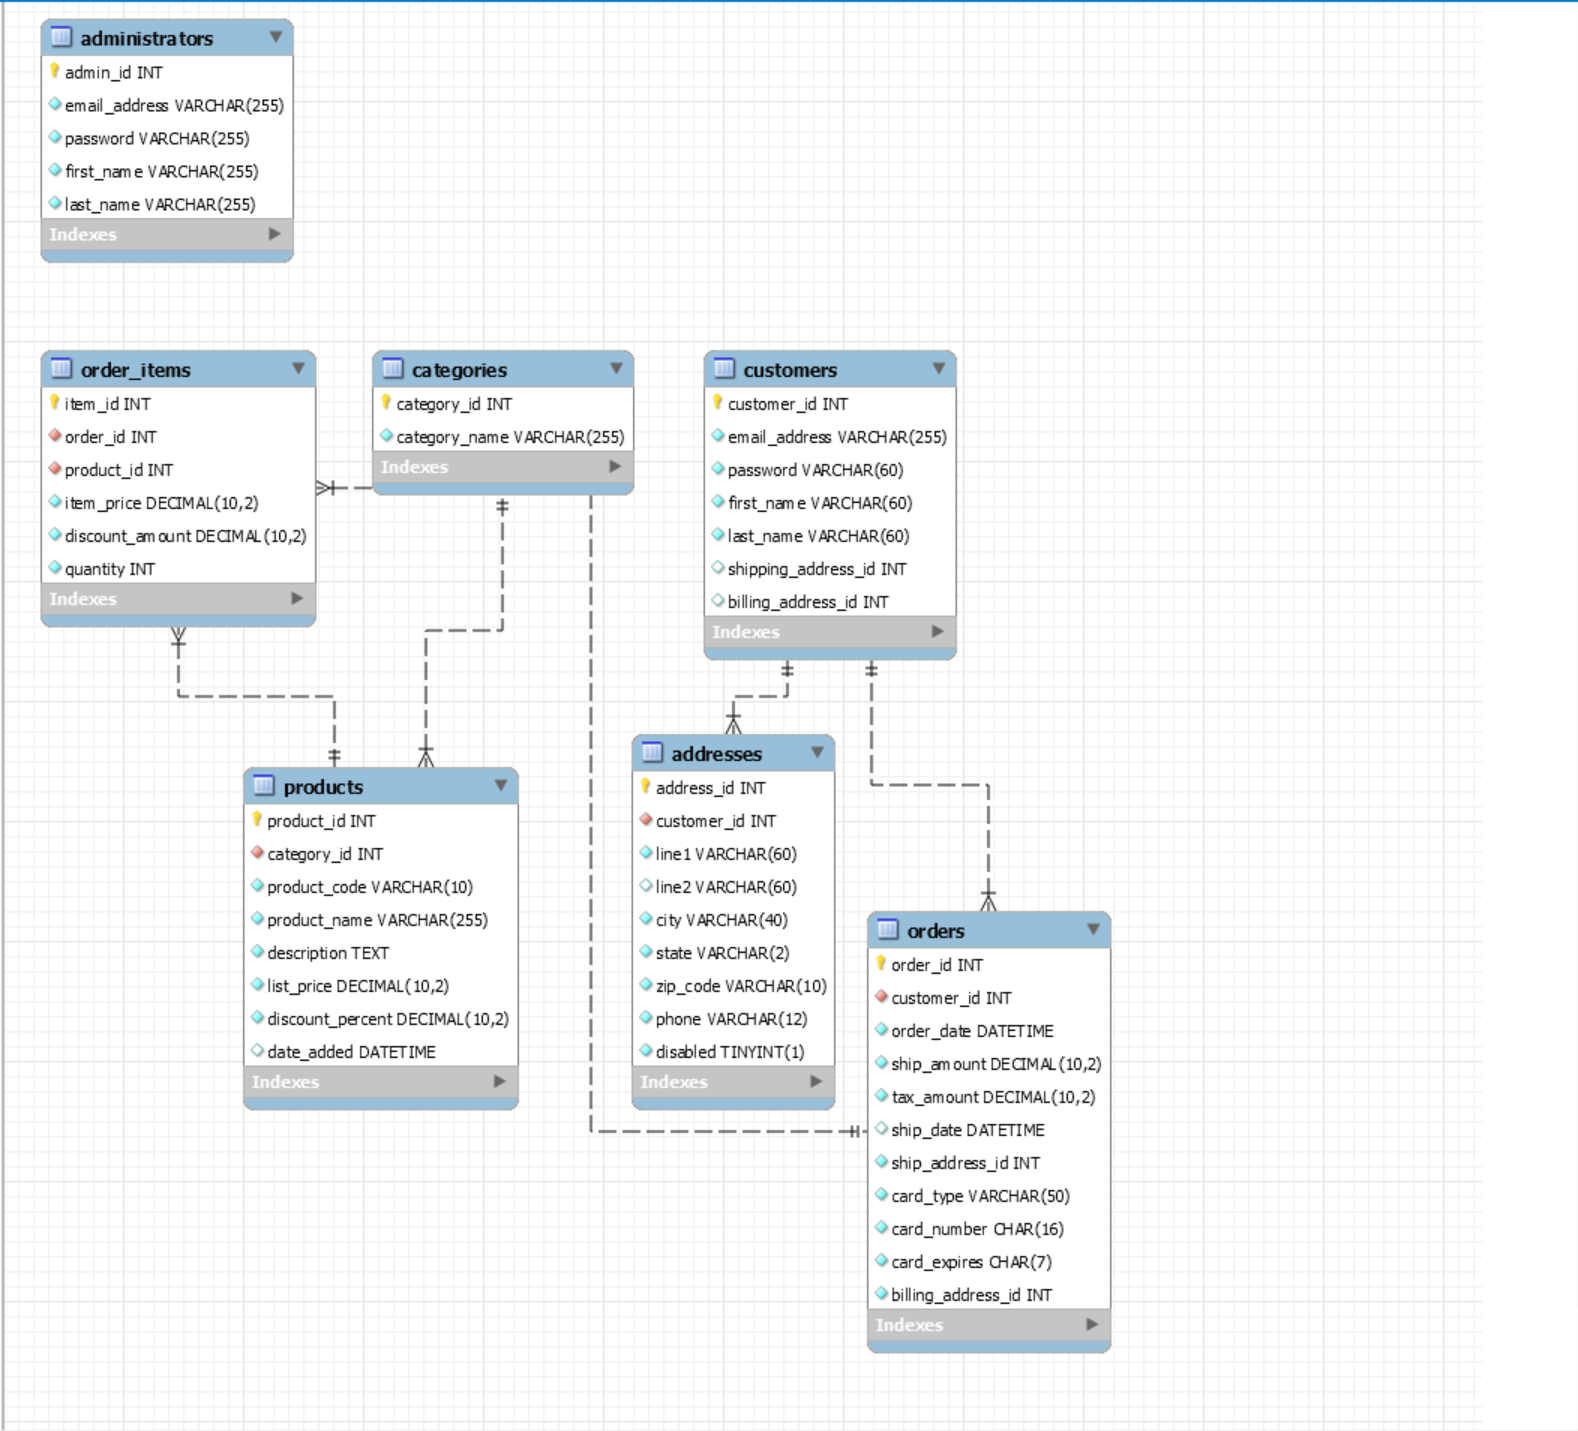 administrators
admin_id INT
email_address VARCHAR(255)
password VARCHAR(255)
first_name VARCHAR(255)
last_name VARCHAR(255)
Indexes
order_items
item_id INT
order_id INT
product_id INT
item_price DECIMAL(10,2)
discount_amount DECIMAL(10,2)
quantity INT
Indexes
categories
category_id INT
category_name VARCHAR(255)
Indexes
customers
customer_id INT
email_address VARCHAR(255)
password VARCHAR(60)
first_name VARCHAR(60)
last_name VARCHAR(60)
shipping_address_id INT
billing_address_id INT
Indexes
products
product_id INT
category_id INT
product_code VARCHAR(10)
product_name VARCHAR(255)
description TEXT
list_price DECIMAL(10,2)
discount_percent DECIMAL(10,2)
date_added DATETIME
Indexes
addresses
address_id INT
customer_id INT
line1 VARCHAR(60)
line2 VARCHAR(60)
city VARCHAR(40)
state VARCHAR(2)
zip_code VARCHAR(10)
phone VARCHAR(12)
disabled TINYINT(1)
Indexes
orders
order_id INT
customer_id INT
order_date DATETIME
ship_amount DECIMAL(10,2)
tax_amount DECIMAL(10,2)
ship_date DATETIME
ship_address_id INT
card_type VARCHAR(50)
card_number CHAR(16)
card_expires CHAR(7)
billing_address_id INT
Indexes